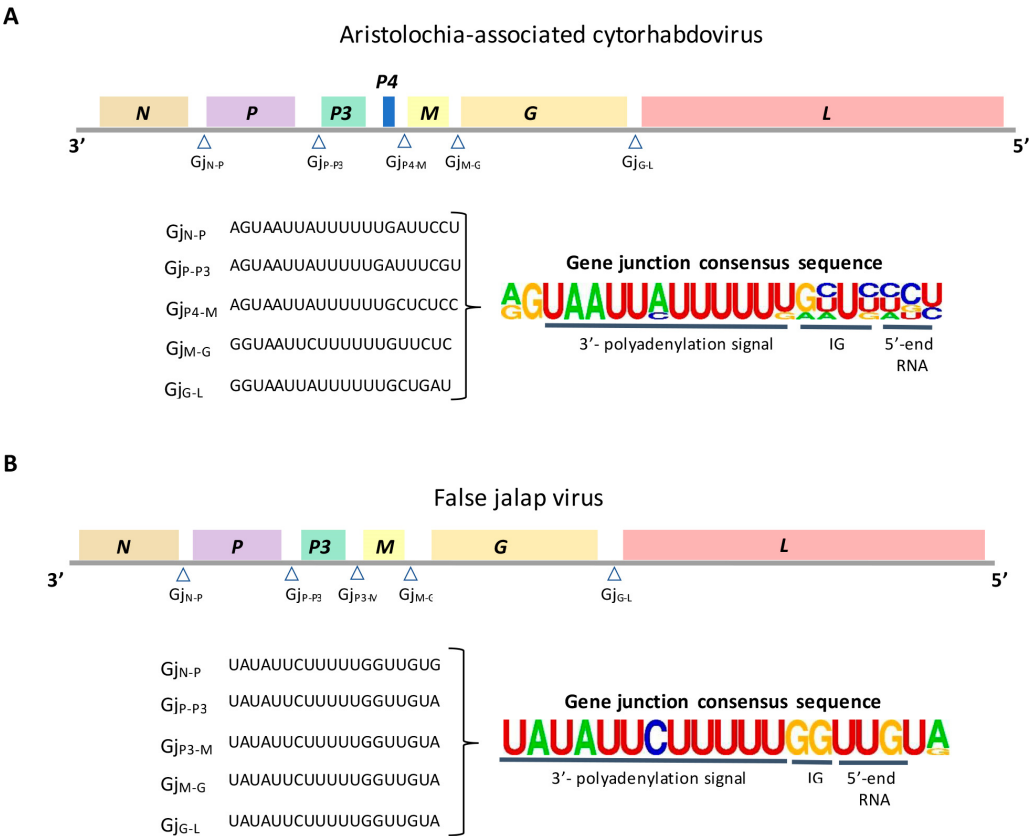 A
Aristolochia-associated cytorhabdovirus
P4
N P P3 M G L
3’ 5’
GjN-P GjP-P3 GjP4-M GjM-G GjG-L
GjN-P AGUAAUUAUUUUUUGAUUCCU
GjP-P3 AGUAAUUAUUUUUGAUUUCGU
GjP4-M AGUAAUUAUUUUUUGCUCUCC
GjM-G GGUAAUUCUUUUUUGUUCUC
GjG-L GGUAAUUAUUUUUUGCUGAU
Gene junction consensus sequence
AGUAAUUAUUUUUUGCUCCCU
3’- polyadenylation signal IG 5’-end
RNA
B
False jalap virus
N P P3 M G L
3’ 5’
GjN-P GjP-P3 GjP3-M GjM-G GjG-L
GjN-P UAUAUUCUUUUUGGUUGUG
GjP-P3 UAUAUUCUUUUUGGUUGUA
GjP3-M UAUAUUCUUUUUGGUUGUA
GjM-G UAUAUUCUUUUUGGUUGUA
GjG-L UAUAUUCUUUUUGGUUGUA
Gene junction consensus sequence
UAUAUUCUUUUUGGUUGUA
3’- polyadenylation signal IG 5’-end
RNA